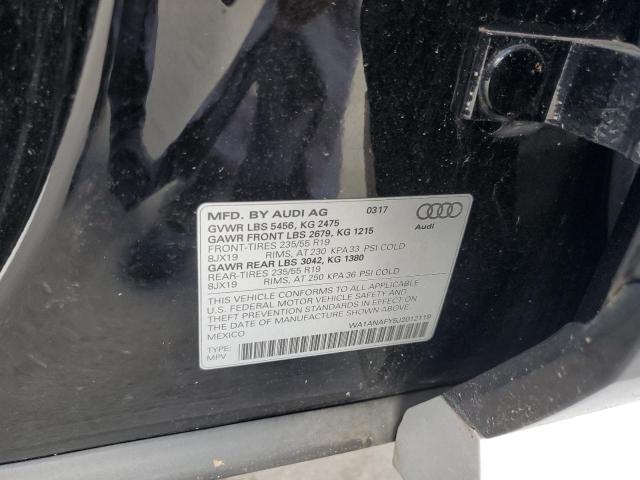 MFD. BY AUDI AG 0317
GVWR LBS 5456, KG 2475
GAWR FRONT LBS 2679, KG 1215
FRONT-TIRES 235/55 R19
8JX19 RIMS, AT 230 KPA 33 PSI COLD
GAWR REAR LBS 3042, KG 1380
REAR-TIRES 235/55 R19
8JX19 RIMS, AT 250 KPA 36 PSI COLD
THIS VEHICLE CONFORMS TO ALL APPLICABLE
U.S. FEDERAL MOTOR VEHICLE SAFETY AND
THEFT PREVENTION STANDARDS IN EFFECT ON
THE DATE OF MANUFACTURE SHOWN ABOVE.
MEXICO
WA1ANAFY5J2012119
TYPE:
MPV
Audi